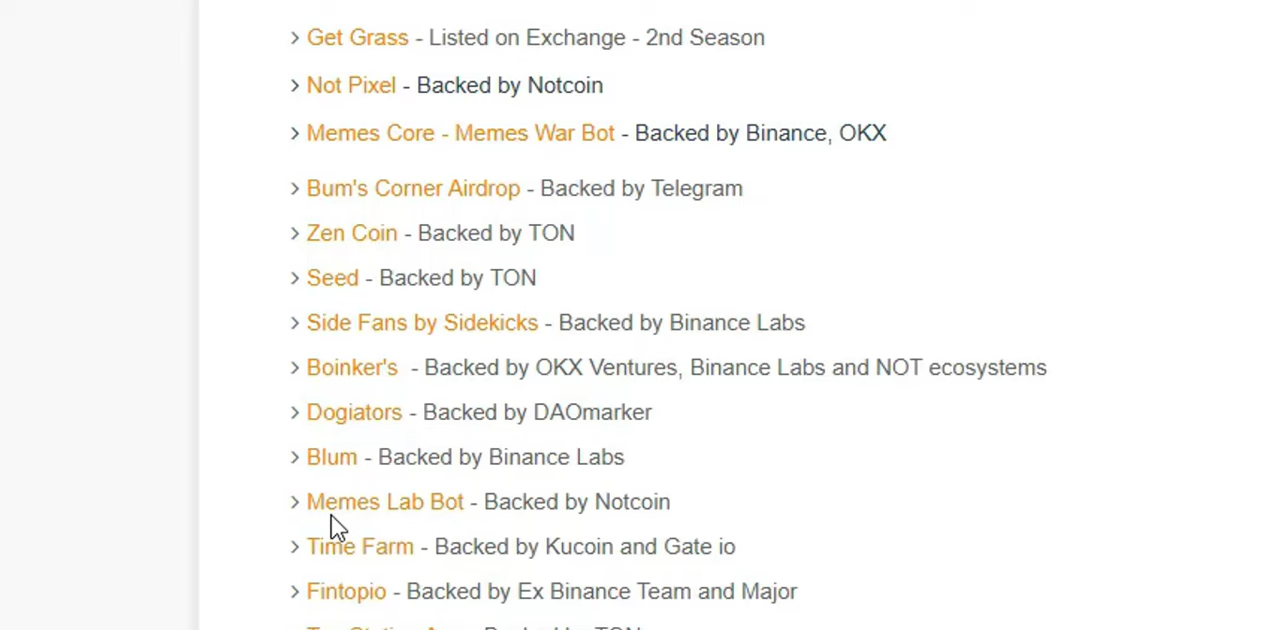 > Get Grass - Listed on Exchange - 2nd Season
> Not Pixel - Backed by Notcoin
> Memes Core - Memes War Bot - Backed by Binance, OKX
> Bum's Corner Airdrop - Backed by Telegram
> Zen Coin - Backed by TON
> Seed - Backed by TON
> Side Fans by Sidekicks - Backed by Binance Labs
> Boinker's - Backed by OKX Ventures, Binance Labs and NOT ecosystems
> Dogiators - Backed by DAOmarker
> Blum - Backed by Binance Labs
> Memes Lab Bot - Backed by Notcoin
> Time Farm - Backed by Kucoin and Gate io
> Fintopio - Backed by Ex Binance Team and Major